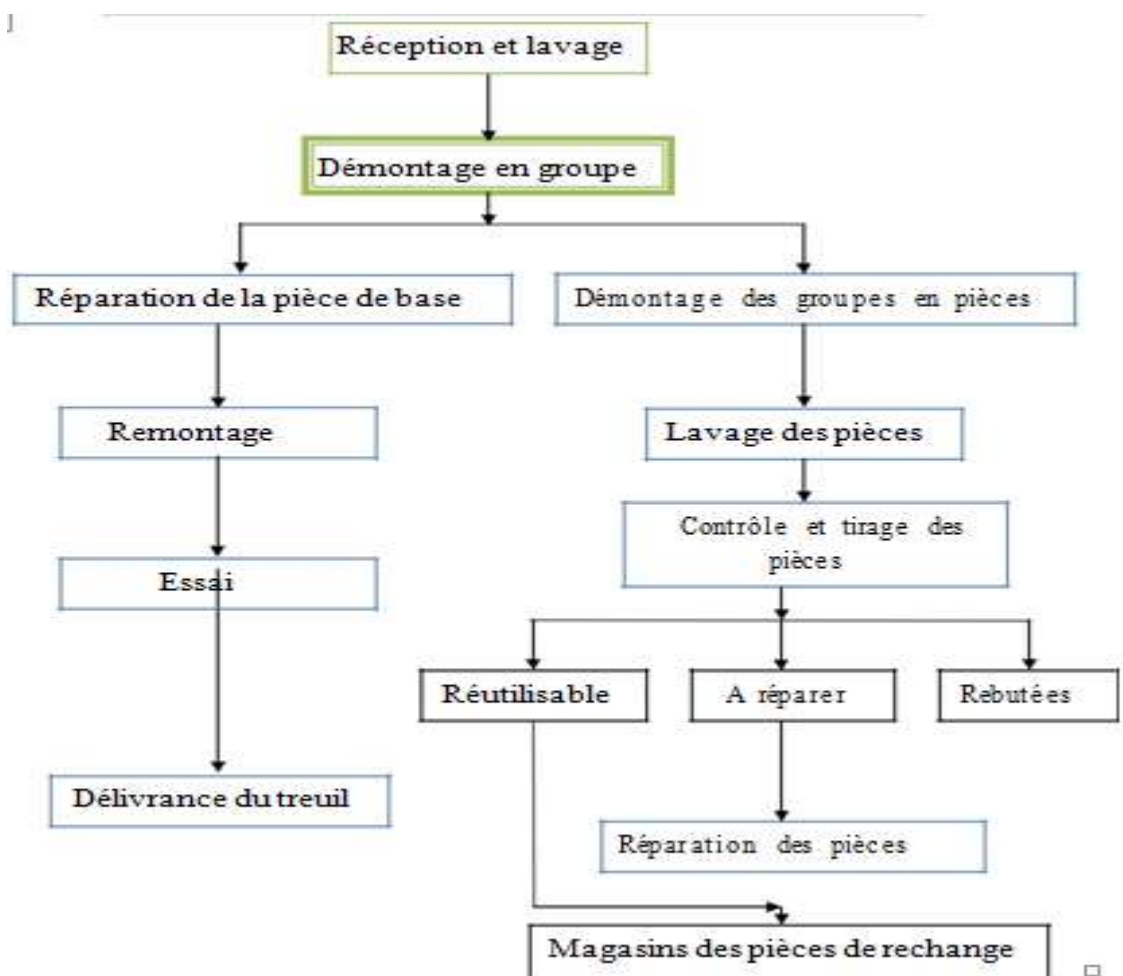 Réception et lavage
Démontage en groupe
Réparation de la pièce de base
Démontage des groupes en pièces
Remontage
Lavage des pièces
Contrôle et tirage des
pièces
Essai
Réutilisable
A réparer
Rebutées
Délivrance du treuil
Réparation des pièces
Magasins des pièces de rechange